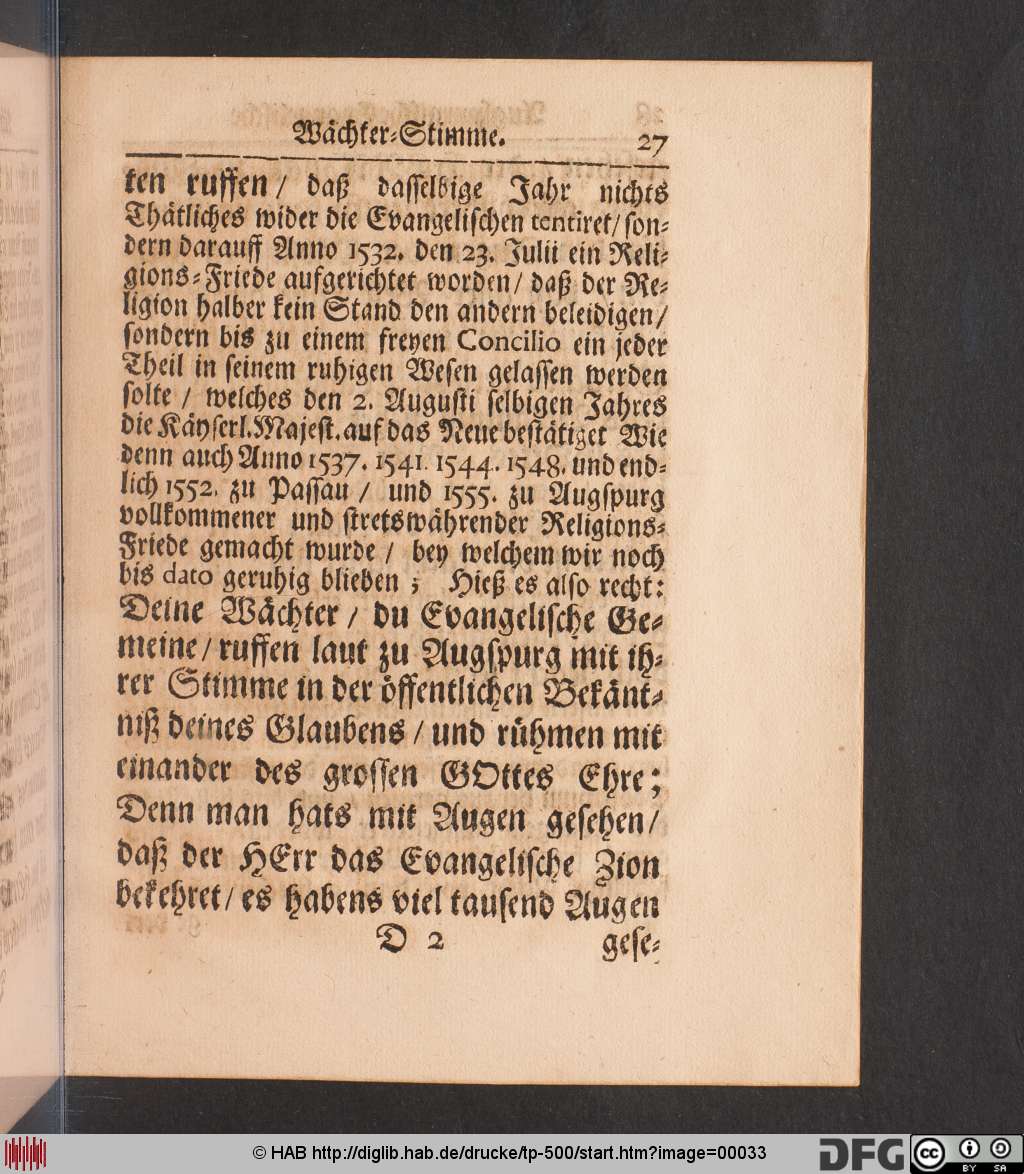 Wächter-Stimme. 27
ten ruffen / daß dasselbige Jahr nichts
Thätliches wider die Evangelischen tentiret / son-
dern darauff Anno 1532. den 23. Julii ein Reli-
gions-Friede aufgerichtet worden / daß der Re-
ligion halber kein Stand den andern beleidigen /
sondern bis zu einem freyen Concilio ein jeder
Theil in seinem ruhigen Wesen gelassen werden
solte / welches den 2. Augusti selbigen Jahres
die Käyserl. Majest. auf das Neue bestätiget Wie
denn auch Anno 1537. 1541. 1544. 1548. und end-
lich 1552. zu Passau / und 1555. zu Augspurg
vollkommener und stretswährender Religions-
Friede gemacht wurde / bey welchem wir noch
bis dato geruhig blieben ; Hieß es also recht:
Deine Wächter / du Evangelische Ge-
meine / ruffen laut zu Augspurg mit ih-
rer Stimme in der öffentlichen Bekänt-
niß deines Glaubens / und rühmen mit
einander des grossen GOttes Ehre;
Denn man hats mit Augen gesehen /
daß der HErr das Evangelische Zion
bekehret / es habens viel tausend Augen
D 2 gese-
© HAB http://diglib.hab.de/drucke/tp-500/start.htm?image=00033
DFG
cc
BY SA